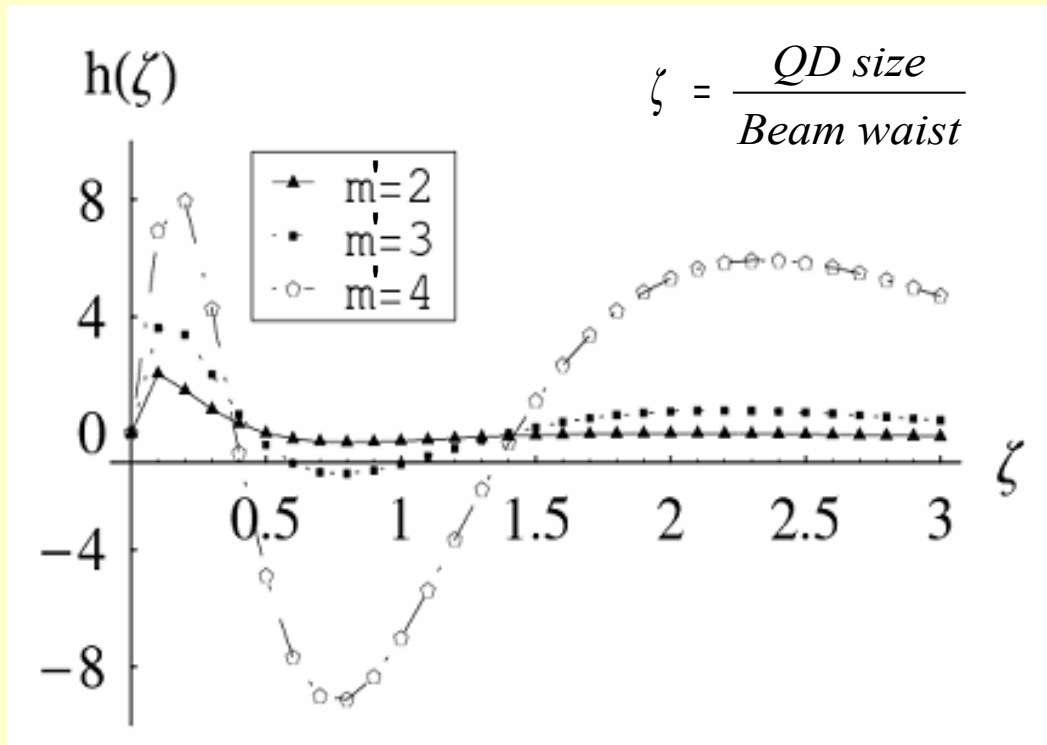 h(ζ)
ζ = QD size / Beam waist
m'=2
m'=3
m'=4
8
4
0
−4
−8
0.5 1 1.5 2 2.5 3
ζ